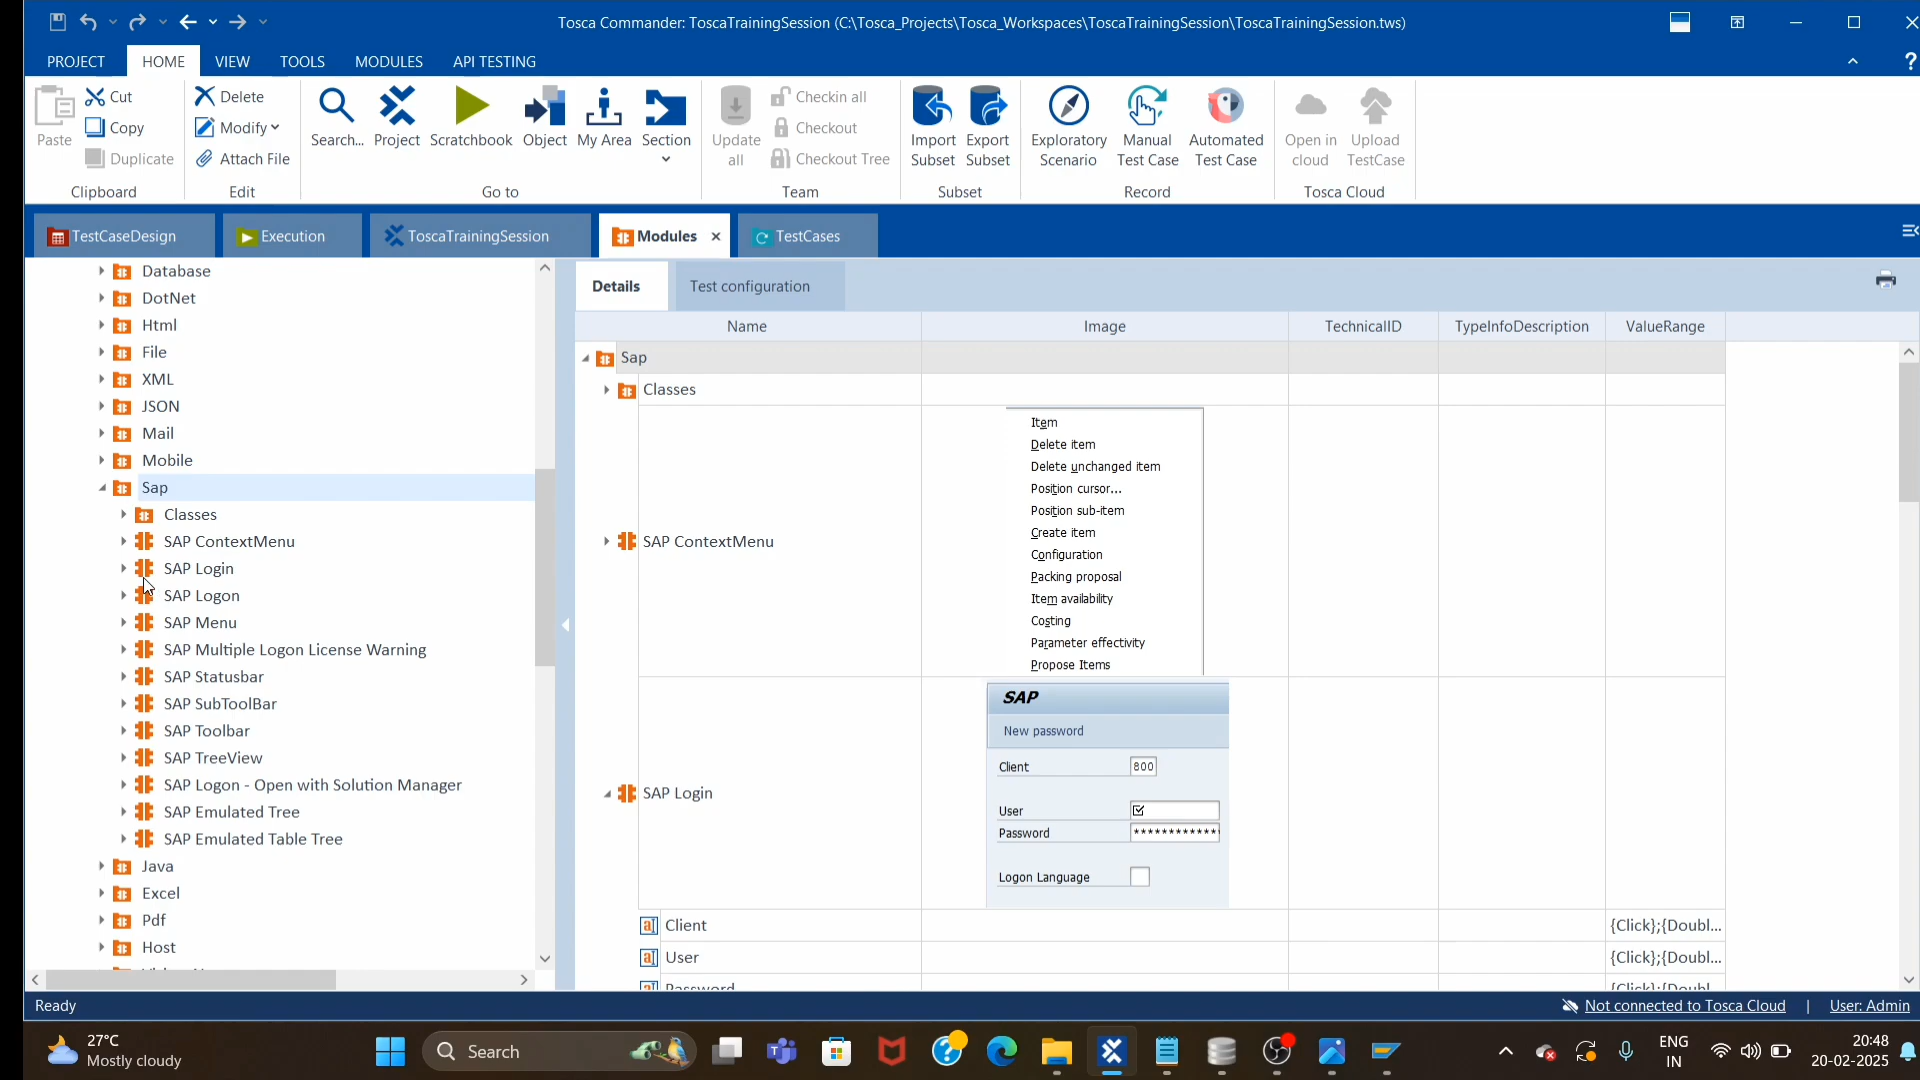 Tosca Commander: ToscaTrainingSession (C:\Tosca_Projects\Tosca_Workspaces\ToscaTrainingSession\ToscaTrainingSession.tws)
PROJECT HOME VIEW TOOLS MODULES API TESTING ?
Paste
Cut
Copy
Duplicate
Clipboard
Delete
Modify
Attach File
Edit
Search... Project Scratchbook Object My Area Section
Go to
Update all
Checkin all
Checkout
Checkout Tree
Team
Import Subset
Export Subset
Subset
Exploratory Scenario
Manual Test Case
Automated Test Case
Record
Open in cloud
Upload TestCase
Tosca Cloud
TestCaseDesign Execution ToscaTrainingSession Modules TestCases
Database
DotNet
Html
File
XML
JSON
Mail
Mobile
Sap
Classes
SAP ContextMenu
SAP Login
SAP Logon
SAP Menu
SAP Multiple Logon License Warning
SAP Statusbar
SAP SubToolBar
SAP Toolbar
SAP TreeView
SAP Logon - Open with Solution Manager
SAP Emulated Tree
SAP Emulated Table Tree
Java
Excel
Pdf
Host
Details Test configuration
Name Image TechnicalID TypeInfoDescription ValueRange
Sap
Classes
SAP ContextMenu
Item
Delete item
Delete unchanged item
Position cursor...
Position sub-item
Create item
Configuration
Packing proposal
Item availability
Costing
Parameter effectivity
Propose Items
SAP Login
SAP
New password
Client 800
User
Password ************
Logon Language
Client {Click};{Doubl...
User {Click};{Doubl...
Password {Click};{Doubl...
Ready Not connected to Tosca Cloud | User: Admin
27°C
Mostly cloudy
Search
ENG
IN
20:48
20-02-2025